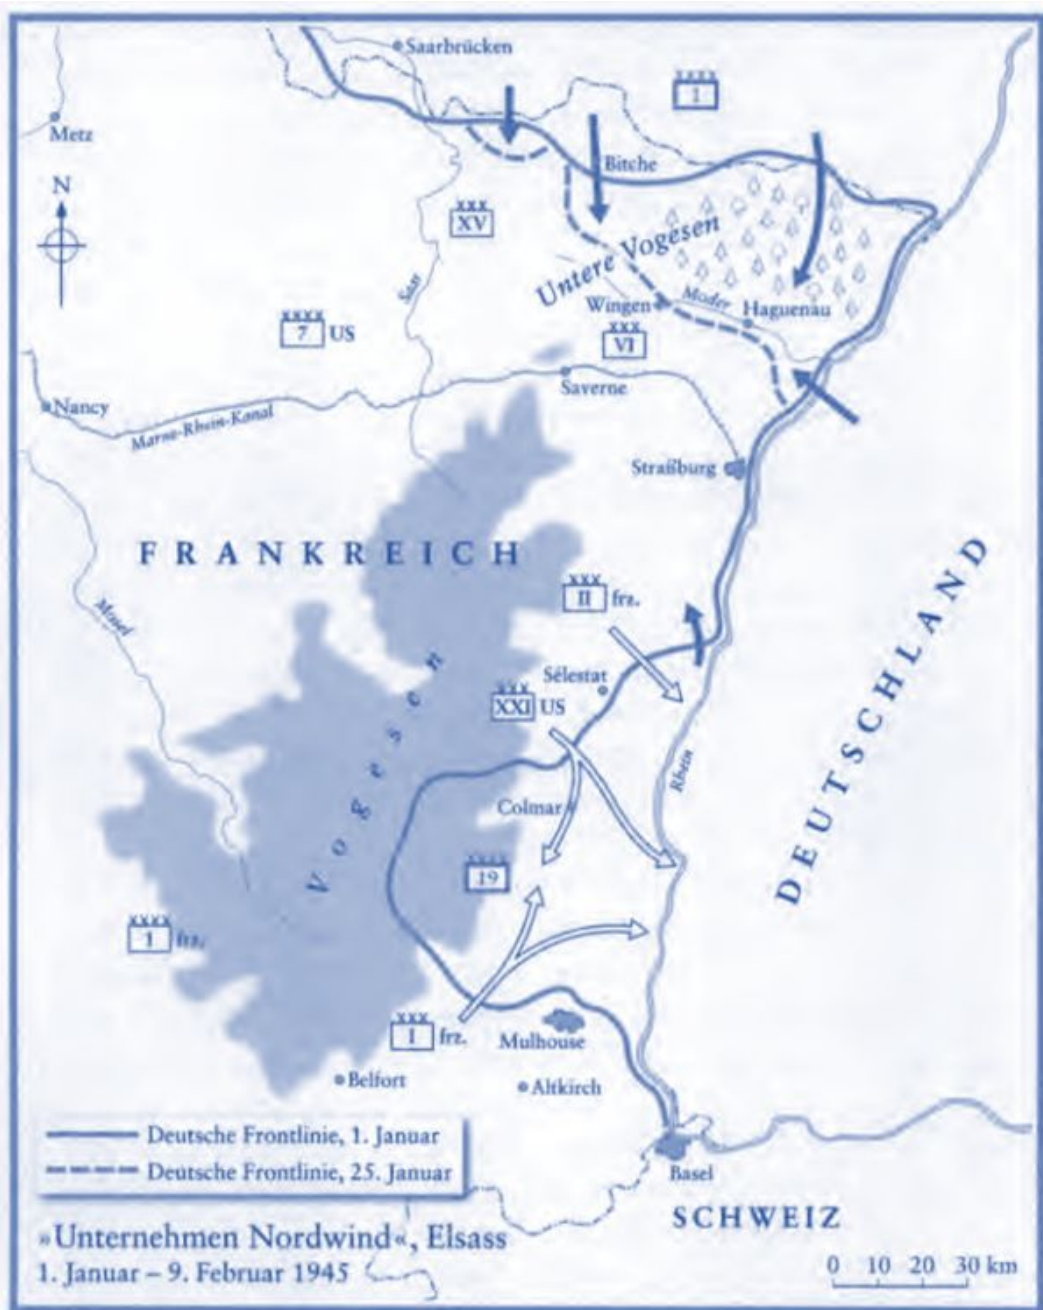 Saarbrücken
XXXX
1
Metz
N
Bitche
XXX
XV
Untere Vogesen
Saar
Wingen
Moder
Haguenau
XXXX
7 US
XXX
VI
Saverne
Nancy
Marne-Rhein-Kanal
Straßburg
FRANKREICH
XXX
II frz.
Mosel
DEUTSCHLAND
Sélestat
XXX
XXI US
Vogesen
Rhein
Colmar
XXXX
19
XXXX
1 frz.
XXX
I frz.
Mulhouse
Belfort
Altkirch
Deutsche Frontlinie, 1. Januar
Deutsche Frontlinie, 25. Januar
Basel
SCHWEIZ
»Unternehmen Nordwind«, Elsass
1. Januar – 9. Februar 1945
0 10 20 30 km